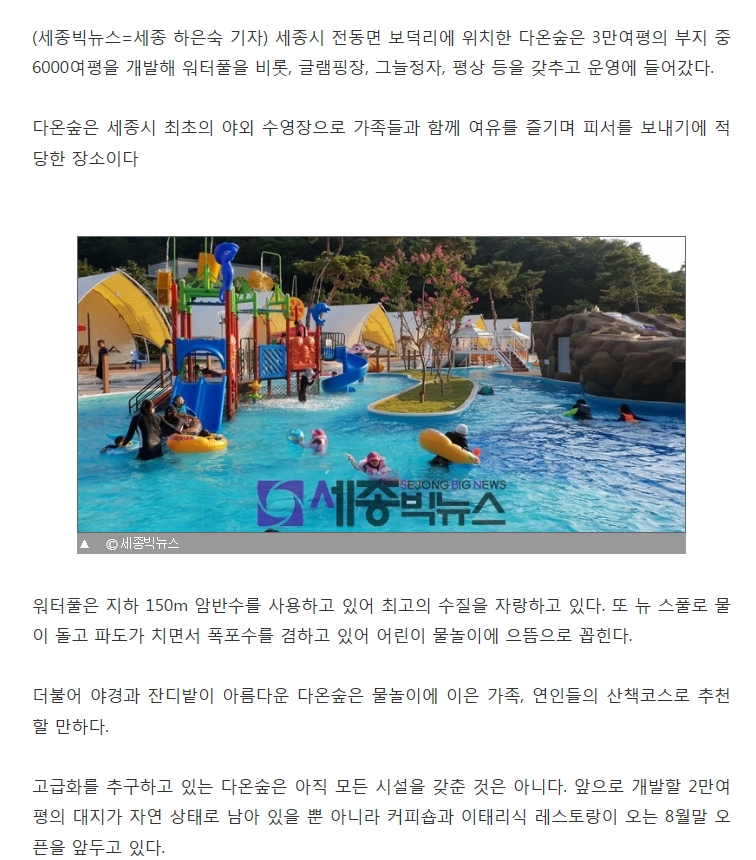 (세종빅뉴스=세종 하은숙 기자) 세종시 전동면 보덕리에 위치한 다온숲은 3만여평의 부지 중
6000여평을 개발해 워터풀을 비롯, 글램핑장, 그늘정자, 평상 등을 갖추고 운영에 들어갔다.
다온숲은 세종시 최초의 야외 수영장으로 가족들과 함께 여유를 즐기며 피서를 보내기에 적
당한 장소이다
SEJONG BIG NEWS
세종빅뉴스
▲ ©세종빅뉴스
워터풀은 지하 150m 암반수를 사용하고 있어 최고의 수질을 자랑하고 있다. 또 뉴 스풀로 물
이 돌고 파도가 치면서 폭포수를 겸하고 있어 어린이 물놀이에 으뜸으로 꼽힌다.
더불어 야경과 잔디밭이 아름다운 다온숲은 물놀이에 이은 가족, 연인들의 산책코스로 추천
할 만하다.
고급화를 추구하고 있는 다온숲은 아직 모든 시설을 갖춘 것은 아니다. 앞으로 개발할 2만여
평의 대지가 자연 상태로 남아 있을 뿐 아니라 커피숍과 이태리식 레스토랑이 오는 8월말 오
픈을 앞두고 있다.